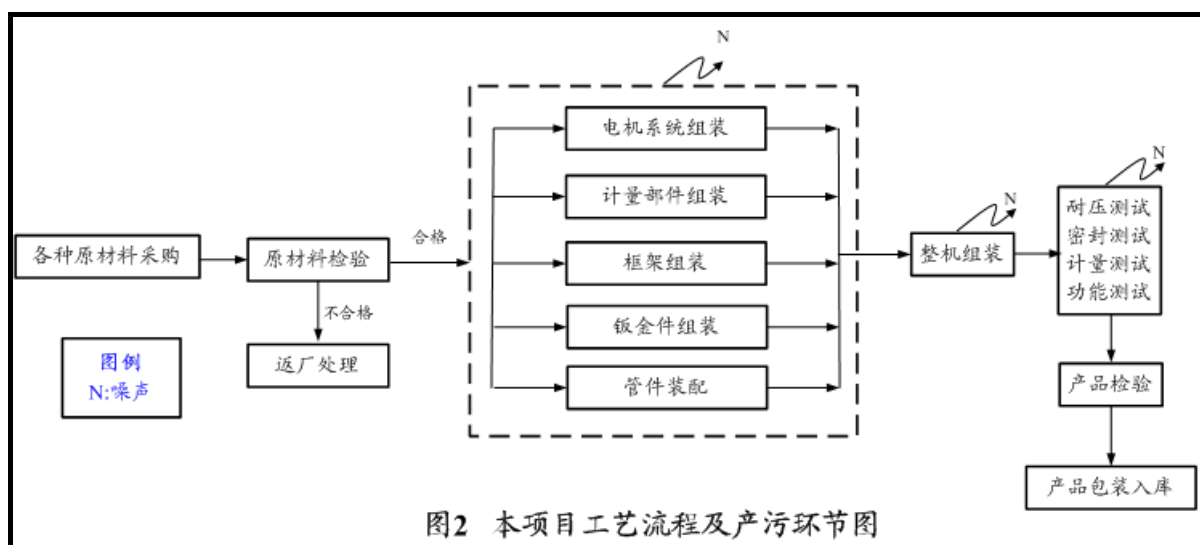 各种原材料采购
原材料检验
合格
不合格
返厂处理
图例
N:噪声
N
电机系统组装
计量部件组装
框架组装
钣金件组装
管件装配
N
整机组装
N
耐压测试
密封测试
计量测试
功能测试
产品检验
产品包装入库
图2 本项目工艺流程及产污环节图